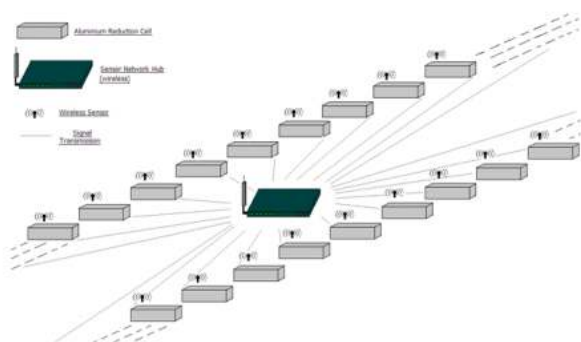 Aluminium Reduction Cell
Sensor Network Hub
(wireless)
Wireless Sensor
Signal
Transmission